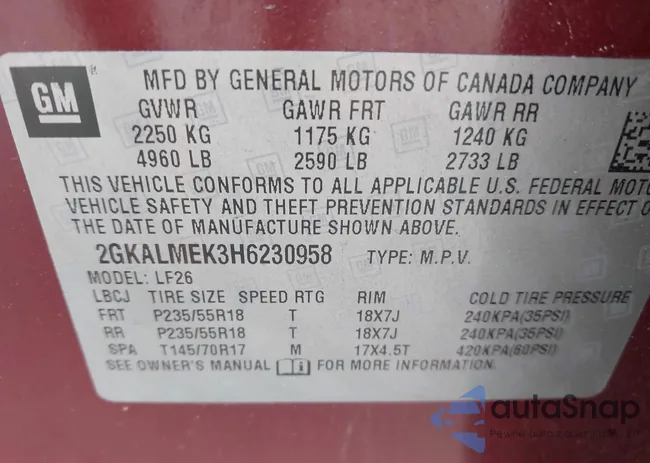 GM
MFD BY GENERAL MOTORS OF CANADA COMPANY
GVWR GAWR FRT GAWR RR
2250 KG 1175 KG 1240 KG
4960 LB 2590 LB 2733 LB
THIS VEHICLE CONFORMS TO ALL APPLICABLE U.S. FEDERAL MOT
VEHICLE SAFETY AND THEFT PREVENTION STANDARDS IN EFFECT O
THE DATE OF MANUFACTURE SHOWN ABOVE.
2GKALMEK3H6230958 TYPE: M.P.V.
MODEL: LF26
LBCJ TIRE SIZE SPEED RTG RIM COLD TIRE PRESSURE
FRT P235/55R18 T 18X7J 240KPA(35PSI)
RR P235/55R18 T 18X7J 240KPA(35PSI)
SPA T145/70R17 M 17X4.5T 420KPA(60PSI)
SEE OWNER'S MANUAL FOR MORE INFORMATION.
autaSnap
Pewne auto z